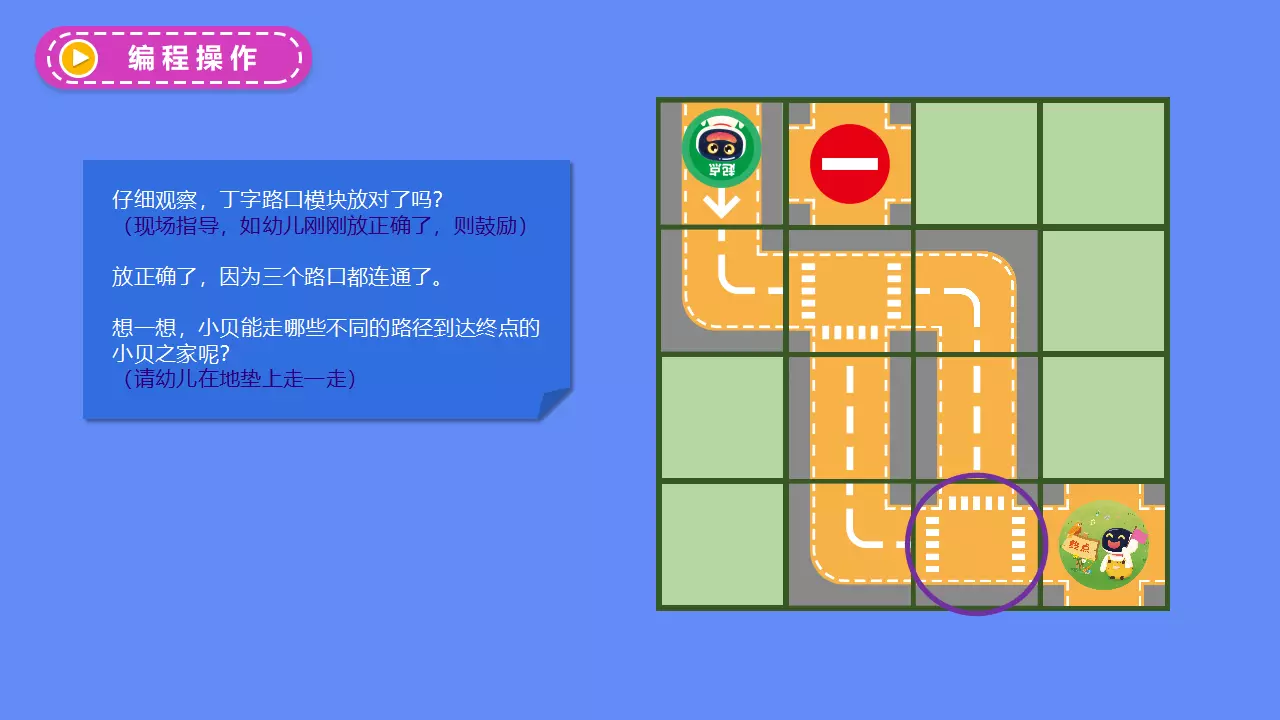 编程操作
仔细观察，丁字路口模块放对了吗?
（现场指导，如幼儿刚刚放正确了，则鼓励）
放正确了，因为三个路口都连通了。
想一想，小贝能走哪些不同的路径到达终点的
小贝之家呢?
（请幼儿在地垫上走一走）
起点
终点